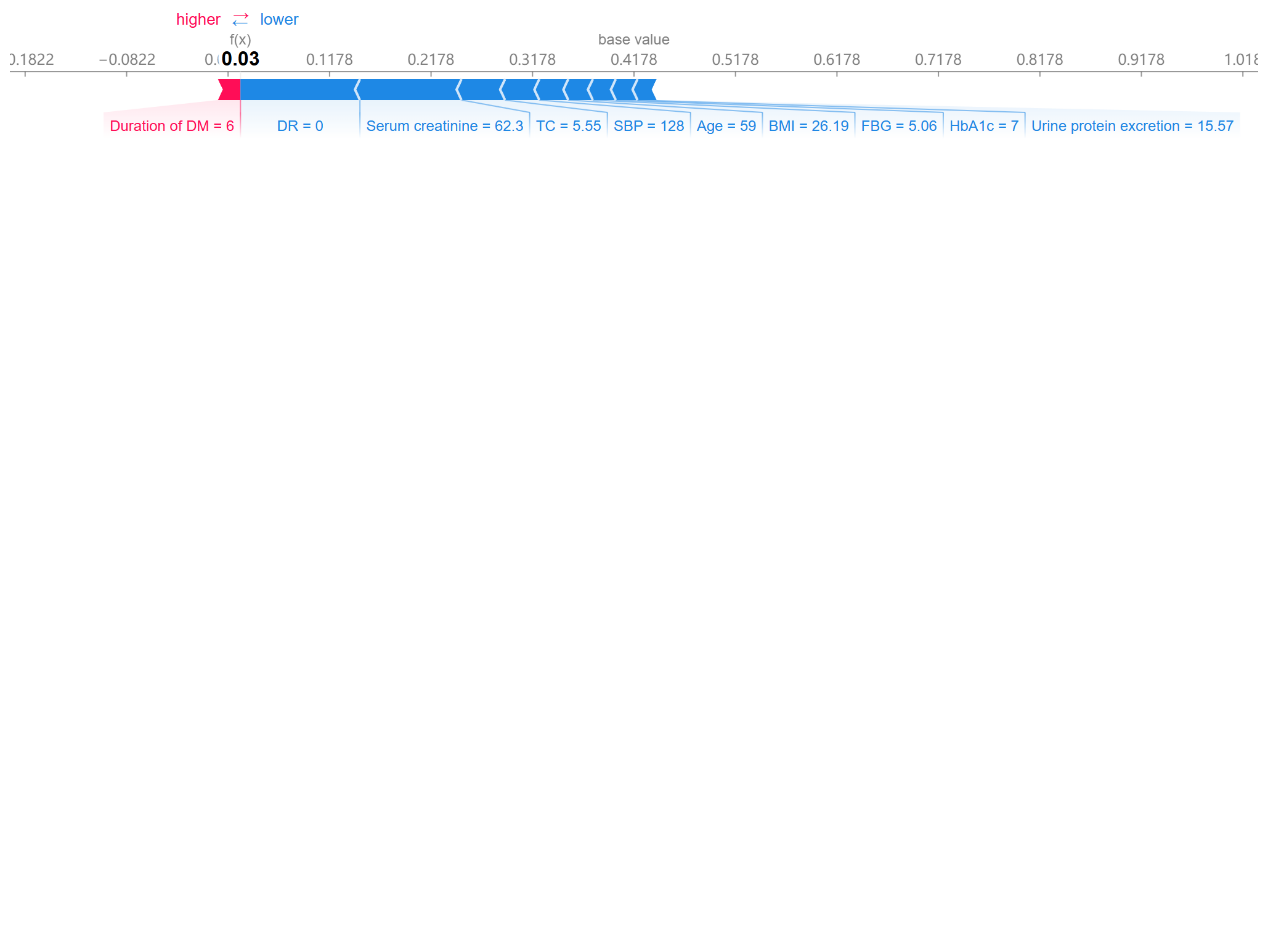 higher ⇄ lower
f(x) base value
0.1822 −0.0822 0.03 0.1178 0.2178 0.3178 0.4178 0.5178 0.6178 0.7178 0.8178 0.9178 1.018
Duration of DM = 6 DR = 0 Serum creatinine = 62.3 TC = 5.55 SBP = 128 Age = 59 BMI = 26.19 FBG = 5.06 HbA1c = 7 Urine protein excretion = 15.57